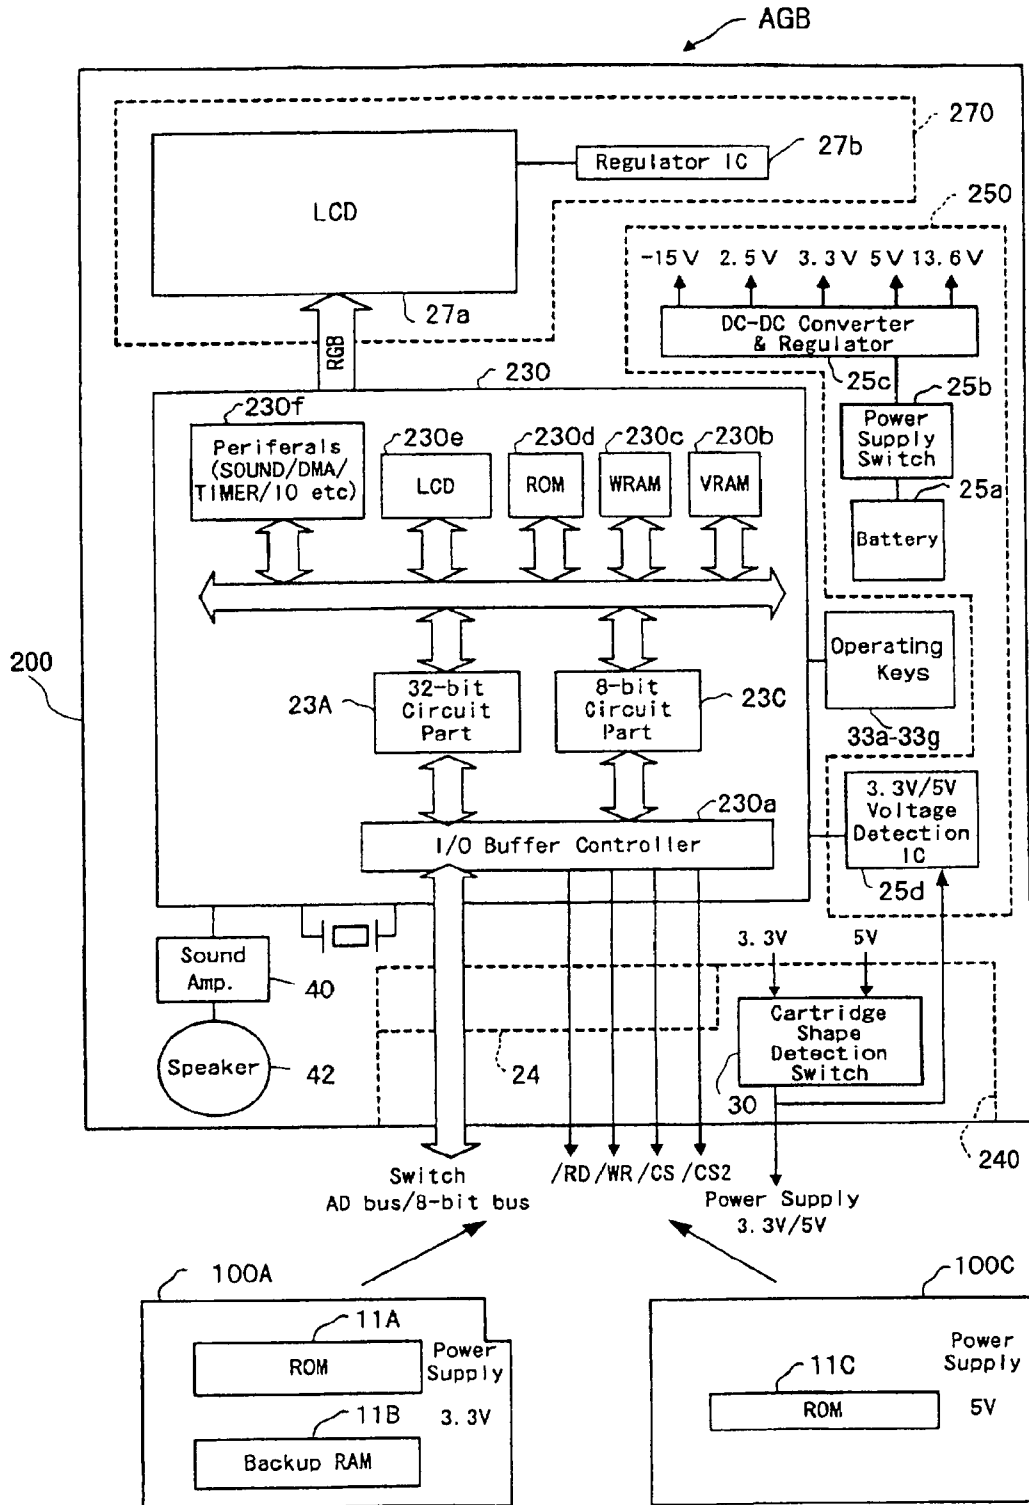 AGB
270
27b
Regulator IC
LCD
250
-15V 2.5V 3.3V 5V 13.6V
27a
DC-DC Converter
& Regulator
RGB
230
25c
25b
230f
Power
Supply
Switch
Periferals
(SOUND/DMA/
TIMER/IO etc)
230e
230d
230c
230b
LCD
ROM
WRAM
VRAM
25a
Battery
200
Operating
Keys
33a-33g
23A
32-bit
Circuit
Part
8-bit
Circuit
Part
23C
230a
3.3V/5V
Voltage
Detection
IC
I/O Buffer Controller
25d
3.3V
5V
Sound
Amp.
40
Cartridge
Shape
Detection
Switch
Speaker
42
24
30
240
Switch
AD bus/8-bit bus
/RD /WR /CS /CS2
Power Supply
3.3V/5V
100A
100C
11A
ROM
Power
Supply
3.3V
11B
Backup RAM
11C
ROM
Power
Supply
5V